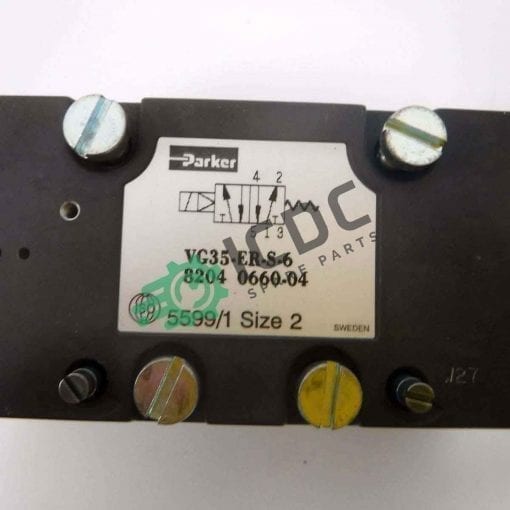 Parker
4 2
T T
5 1 3
VG35-ER-S-6
8204 0660-04
5599/1 Size 2
SWEDEN
.127
ICDC
SPARE PARTS